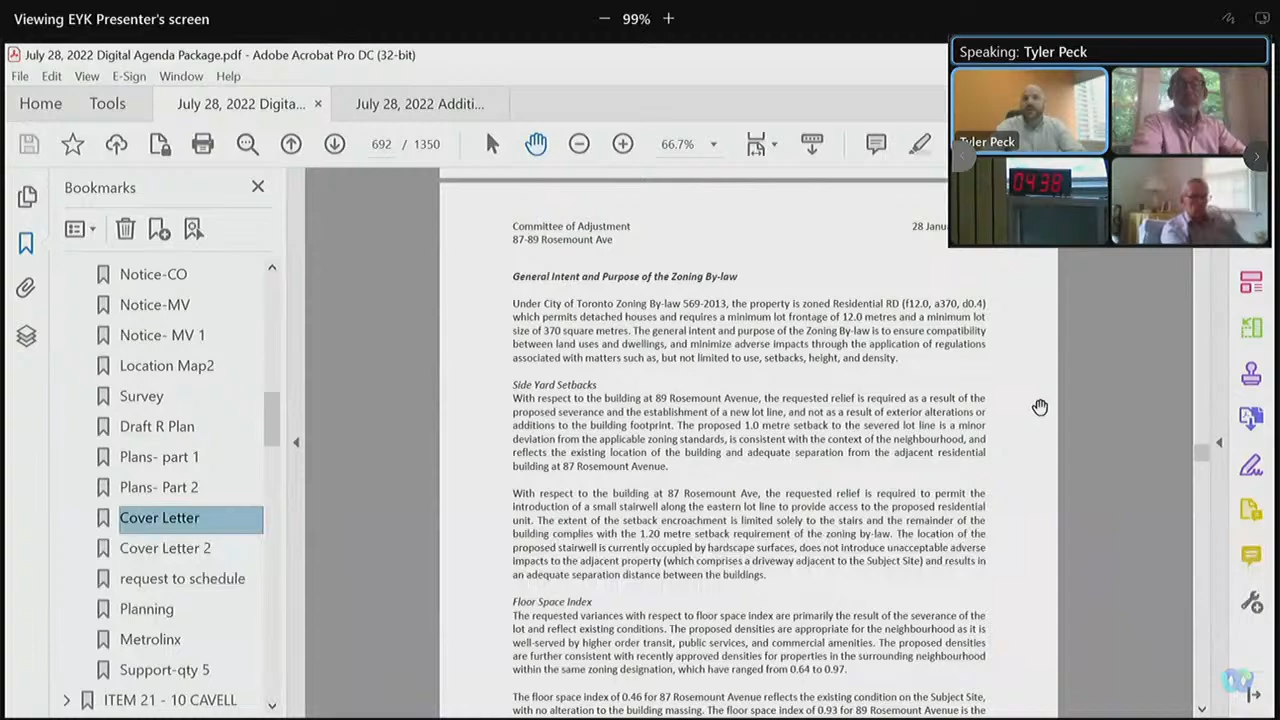 Viewing EYK Presenter's screen
99%
July 28, 2022 Digital Agenda Package.pdf - Adobe Acrobat Pro DC (32-bit)
Speaking: Tyler Peck
File Edit View E-Sign Window Help
Home Tools July 28, 2022 Digita... × July 28, 2022 Additi...
Tyler Peck
692 / 1350 66.7%
04:38
Bookmarks
Notice-CO
Notice-MV
Notice- MV 1
Location Map2
Survey
Draft R Plan
Plans- part 1
Plans- Part 2
Cover Letter
Cover Letter 2
request to schedule
Planning
Metrolinx
Support-qty 5
ITEM 21 - 10 CAVELL
Committee of Adjustment 28
87-89 Rosemount Ave
General Intent and Purpose of the Zoning By-law
Under City of Toronto Zoning By-law 569-2013, the property is zoned Residential RD (f12.0, a370, d0.4)
which permits detached houses and requires a minimum lot frontage of 12.0 metres and a minimum lot
size of 370 square metres. The general intent and purpose of the Zoning By-law is to ensure compatibility
between land uses and dwellings, and minimize adverse impacts through the application of regulations
associated with matters such as, but not limited to use, setbacks, height, and density.
Side Yard Setbacks
With respect to the building at 89 Rosemount Avenue, the requested relief is required as a result of the
proposed severance and the establishment of a new lot line, and not as a result of exterior alterations or
additions to the building footprint. The proposed 1.0 metre setback to the severed lot line is a minor
deviation from the applicable zoning standards, is consistent with the context of the neighbourhood, and
reflects the existing location of the building and adequate separation from the adjacent residential
building at 87 Rosemount Avenue.
With respect to the building at 87 Rosemount Ave, the requested relief is required to permit the
introduction of a small stairwell along the eastern lot line to provide access to the proposed residential
unit. The extent of the setback encroachment is limited solely to the stairs and the remainder of the
building complies with the 1.20 metre setback requirement of the zoning by-law. The location of the
proposed stairwell is currently occupied by hardscape surfaces, does not introduce unacceptable adverse
impacts to the adjacent property (which comprises a driveway adjacent to the Subject Site) and results in
an adequate separation distance between the buildings.
Floor Space Index
The requested variances with respect to floor space index are primarily the result of the severance of the
lot and reflect existing conditions. The proposed densities are appropriate for the neighbourhood as it is
well-served by higher order transit, public services, and commercial amenities. The proposed densities
are further consistent with recently approved densities for properties in the surrounding neighbourhood
within the same zoning designation, which have ranged from 0.64 to 0.97.
The floor space index of 0.46 for 87 Rosemount Avenue reflects the existing condition on the Subject Site,
with no alteration to the building massing. The floor space index of 0.93 for 89 Rosemount Avenue is the